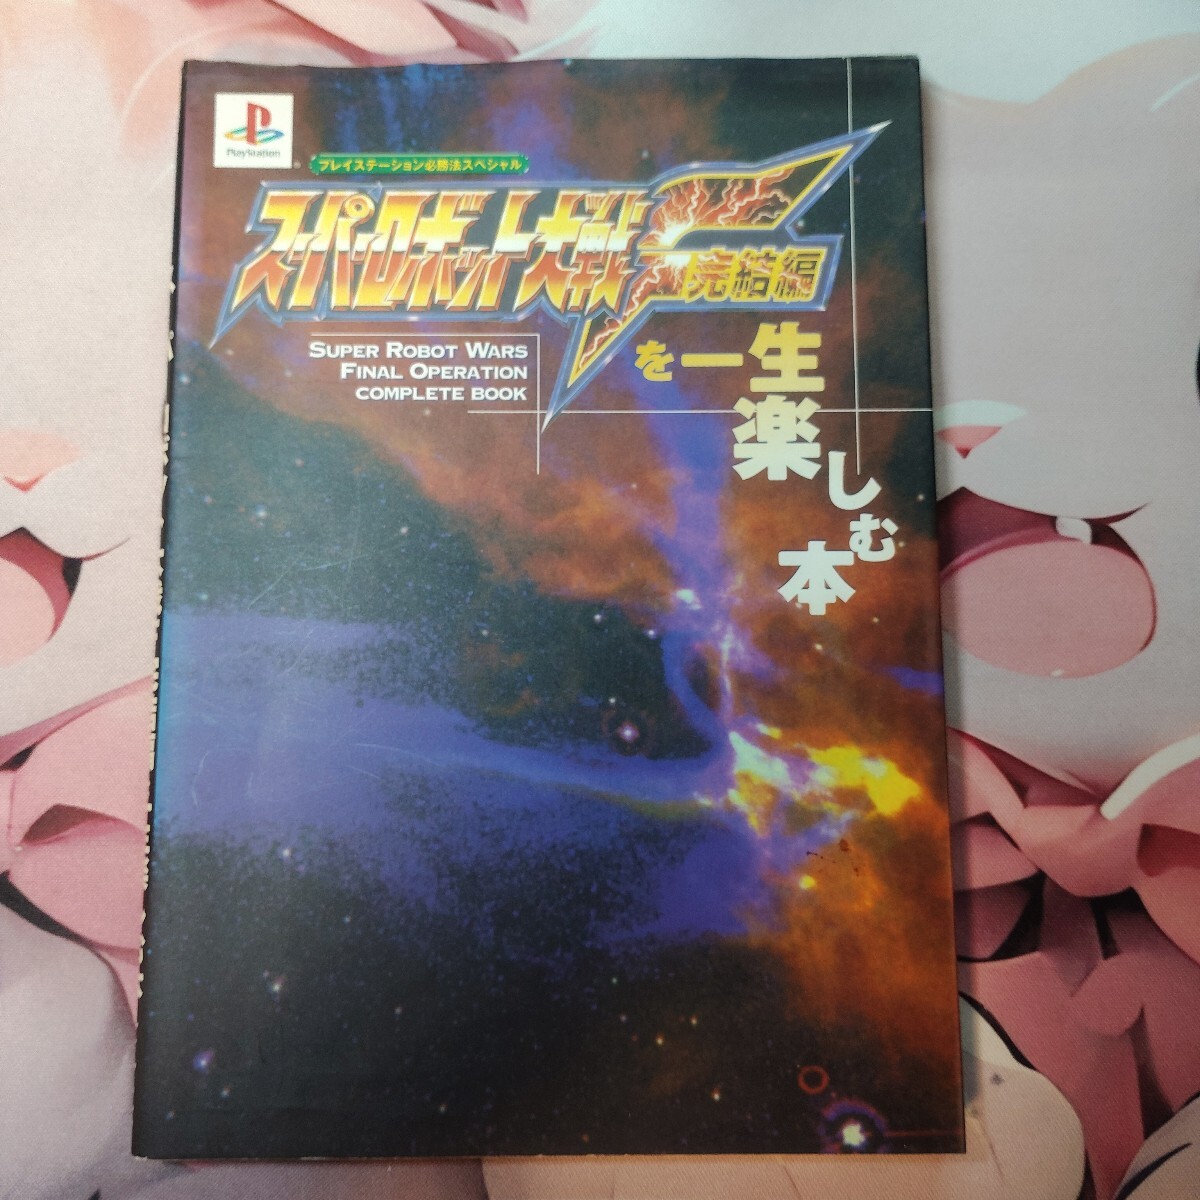 PlayStation
プレイステーション必勝法スペシャル
スーパーロボット大戦F
完結編
を一生楽しむ本
SUPER ROBOT WARS
FINAL OPERATION
COMPLETE BOOK